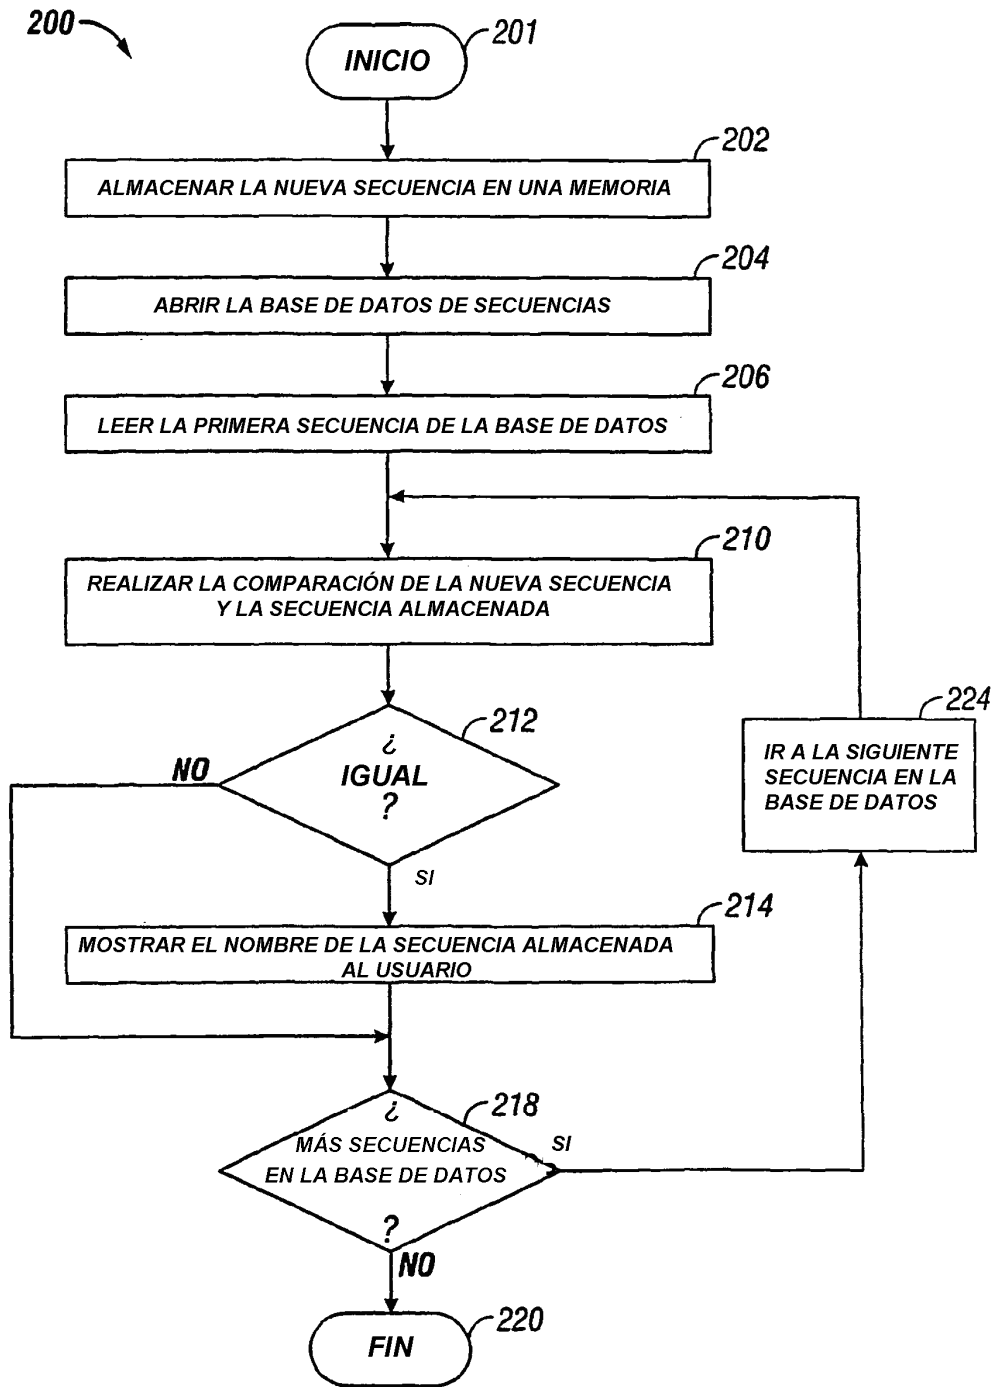 200
INICIO
201
202
ALMACENAR LA NUEVA SECUENCIA EN UNA MEMORIA
204
ABRIR LA BASE DE DATOS DE SECUENCIAS
206
LEER LA PRIMERA SECUENCIA DE LA BASE DE DATOS
210
REALIZAR LA COMPARACIÓN DE LA NUEVA SECUENCIA
Y LA SECUENCIA ALMACENADA
212
¿
IGUAL
?
NO
SI
224
IR A LA SIGUIENTE
SECUENCIA EN LA
BASE DE DATOS
214
MOSTRAR EL NOMBRE DE LA SECUENCIA ALMACENADA
AL USUARIO
218
¿
MÁS SECUENCIAS
EN LA BASE DE DATOS
?
SI
NO
FIN
220